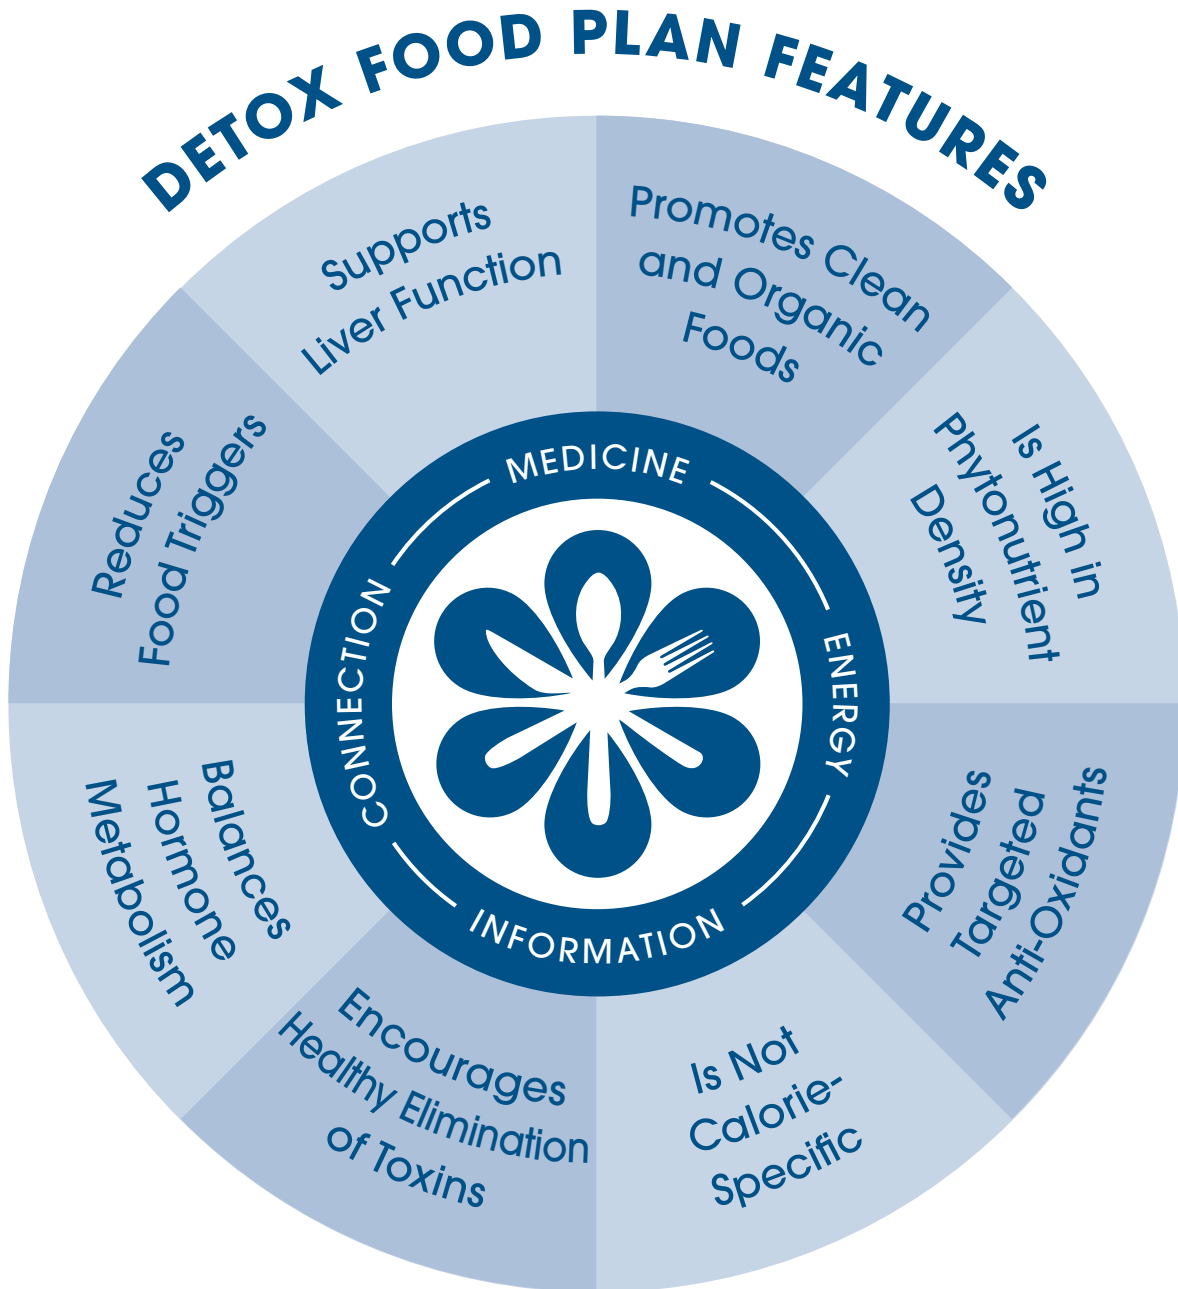 DETOX FOOD PLAN FEATURES
Supports
Liver Function
Promotes Clean
and Organic
Foods
Is High in
Phytonutrient
Density
Provides
Targeted
Anti-Oxidants
Is Not
Calorie-
Specific
Encourages
Healthy Elimination
of Toxins
Balances
Hormone
Metabolism
Reduces
Food Triggers
MEDICINE
ENERGY
INFORMATION
CONNECTION